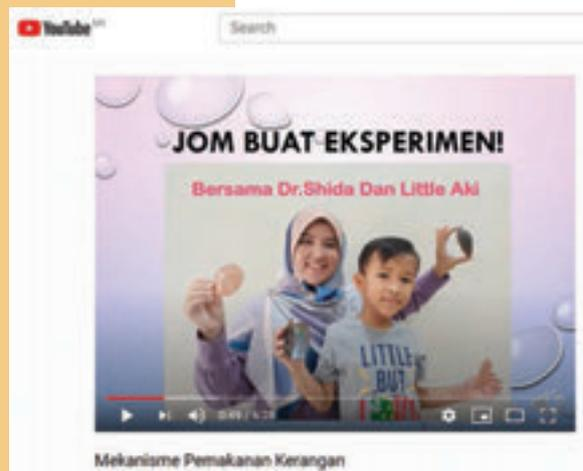 YouTube
Search
JOM BUAT EKSPERIMEN!
Bersama Dr.Shida Dan Little Aki
LITTLE
BUT
Mekanisme Pemakanan Kerangan